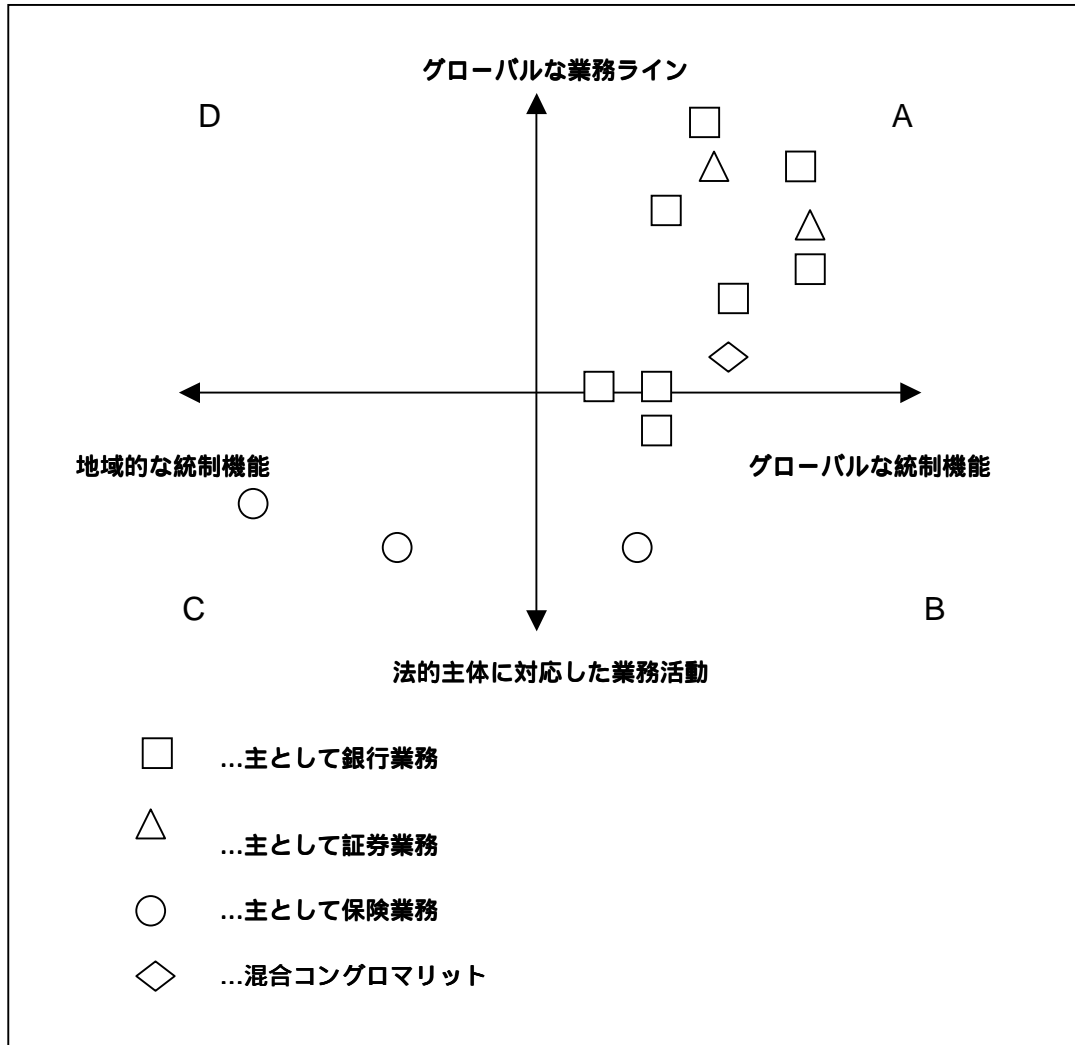 グローバルな業務ライン
D
A
地域的な統制機能
グローバルな統制機能
C
B
法的主体に対応した業務活動
…主として銀行業務
…主として証券業務
…主として保険業務
…混合コングロマリット